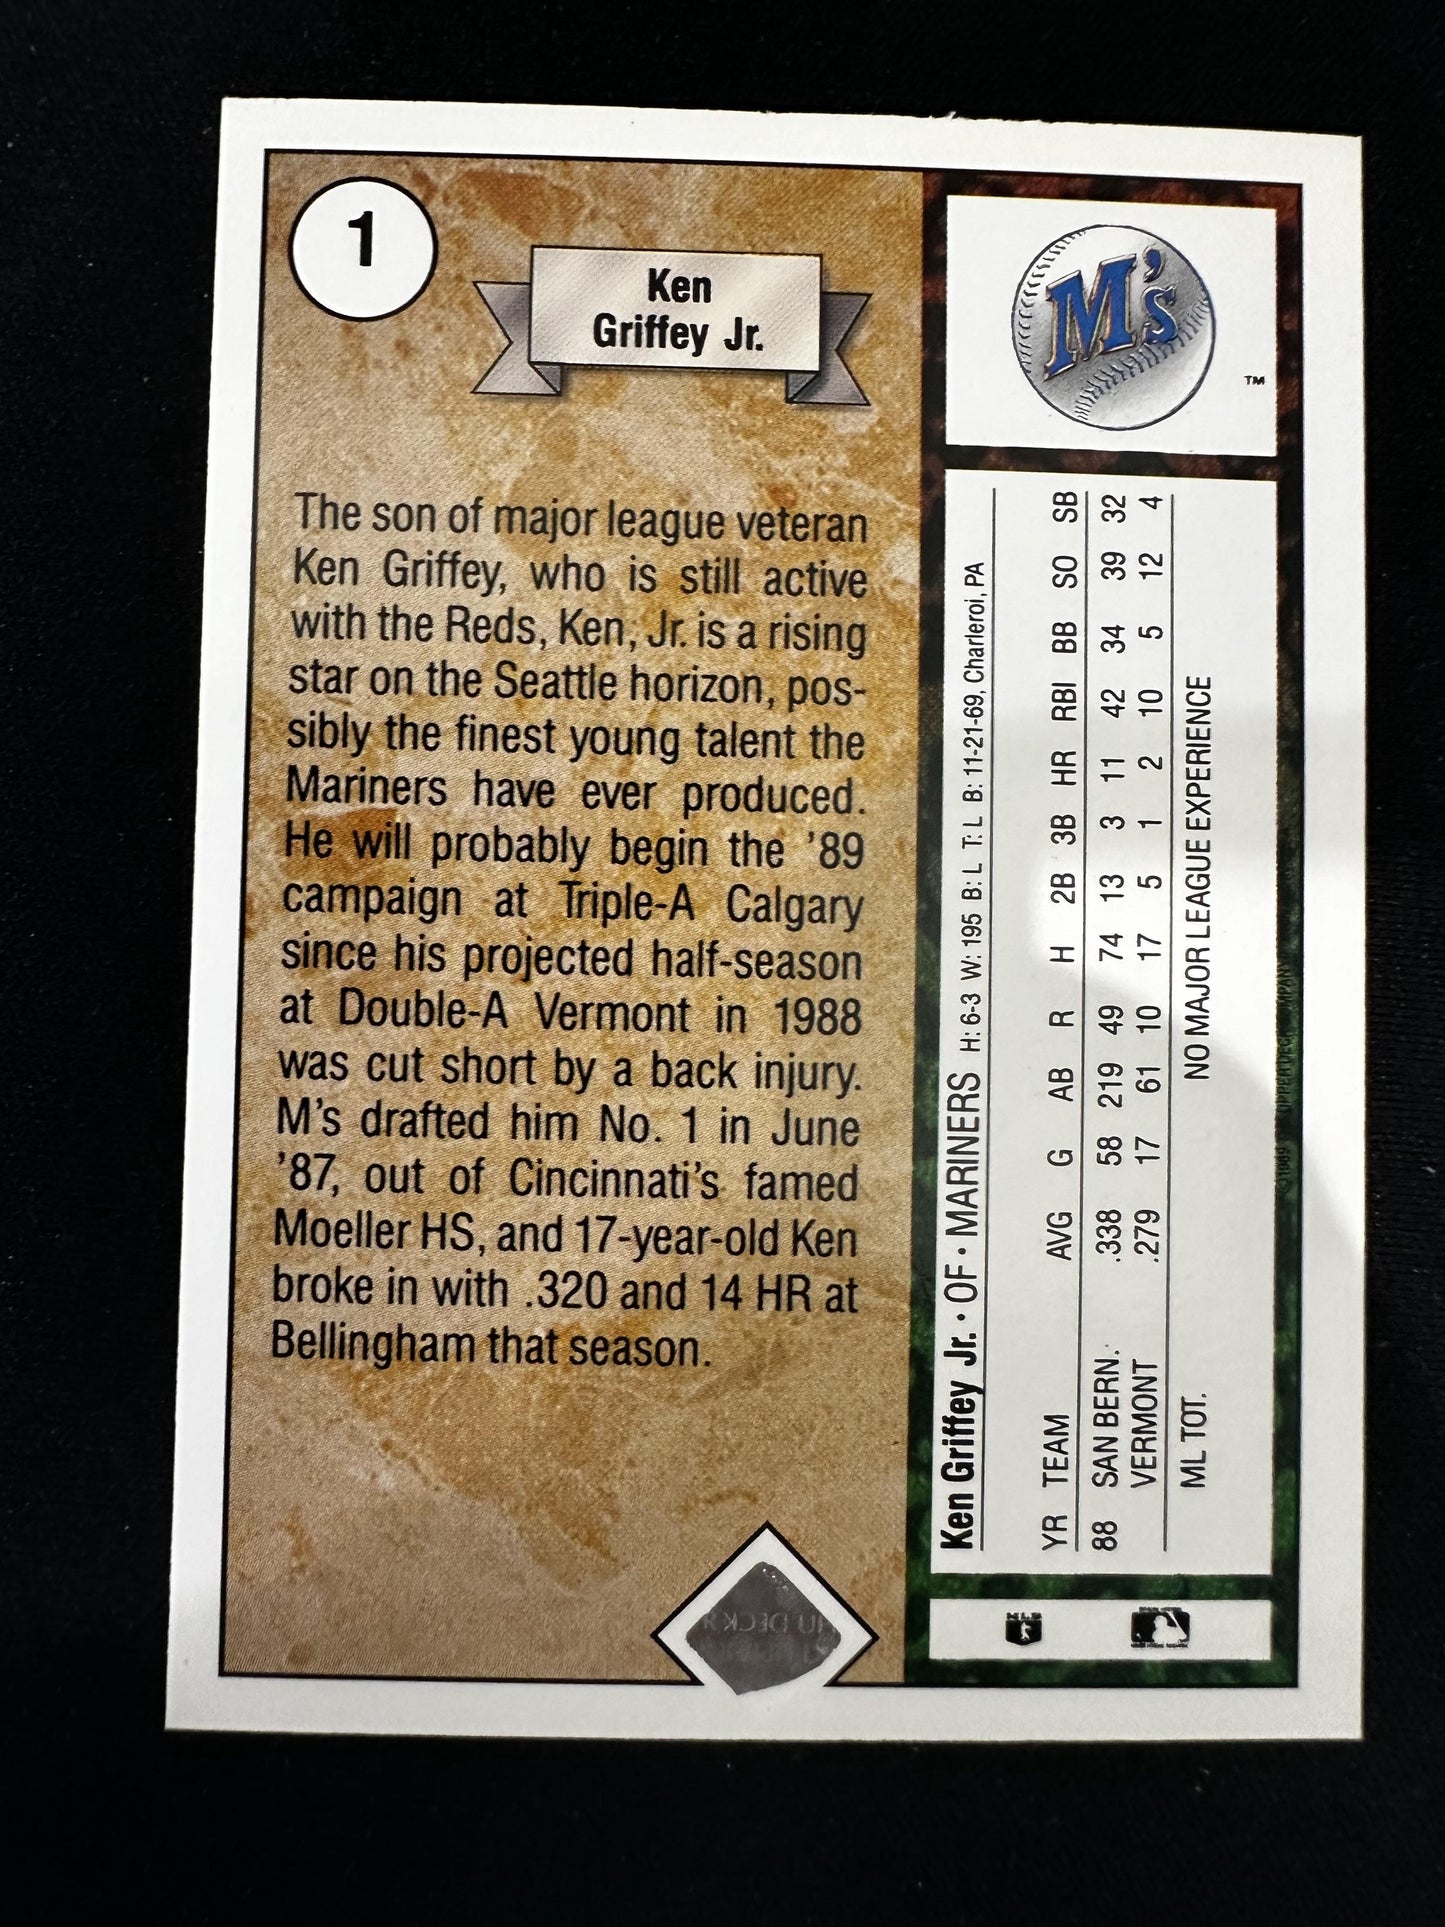 1
Ken
Griffey Jr.
The son of major league veteran
Ken Griffey, who is still active
with the Reds, Ken, Jr. is a rising
star on the Seattle horizon, pos-
sibly the finest young talent the
Mariners have ever produced.
He will probably begin the '89
campaign at Triple-A Calgary
since his projected half-season
at Double-A Vermont in 1988
was cut short by a back injury.
M's drafted him No. 1 in June
'87, out of Cincinnati's famed
Moeller HS, and 17-year-old Ken
broke in with .320 and 14 HR at
Bellingham that season.
M's
TM
Ken Griffey Jr. • OF • MARINERS H: 6-3 W: 195 B: L T: L B: 11-21-69, Charleroi, PA
YR TEAM AVG G AB R H 2B 3B HR RBI BB SO SB
88 SAN BERN. .338 58 219 49 74 13 3 11 42 34 39 32
VERMONT .279 17 61 10 17 5 1 2 10 5 12 4
ML TOT. NO MAJOR LEAGUE EXPERIENCE